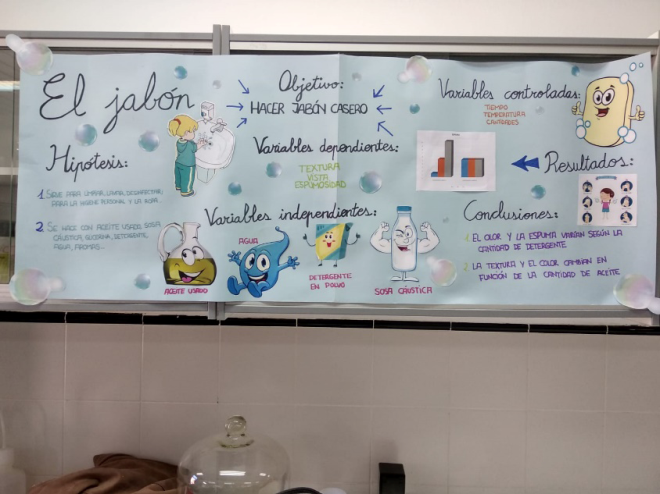 El jabón
Hipótesis:
1 SIRVE PARA LIMPIAR, LAVAR, DESINFECTAR,
PARA LA HIGIENE PERSONAL Y LA ROPA...
2 SE HACE CON ACEITE USADO, SOSA
CÁUSTICA, GLICERINA, DETERGENTE,
AGUA, AROMAS...
Objetivo:
HACER JABÓN CASERO
Variables dependientes:
TEXTURA
VISTA
ESPUMOSIDAD
Variables independientes:
ACEITE USADO
AGUA
DETERGENTE
EN POLVO
SOSA CAÚSTICA
Variables controladas:
TIEMPO
TEMPERATURA
CANTIDADES
Resultados:
Conclusiones:
1 EL OLOR Y LA ESPUMA VARÍAN SEGÚN LA
CANTIDAD DE DETERGENTE
2 LA TEXTURA Y EL COLOR CAMBIAN EN
FUNCIÓN DE LA CANTIDAD DE ACEITE